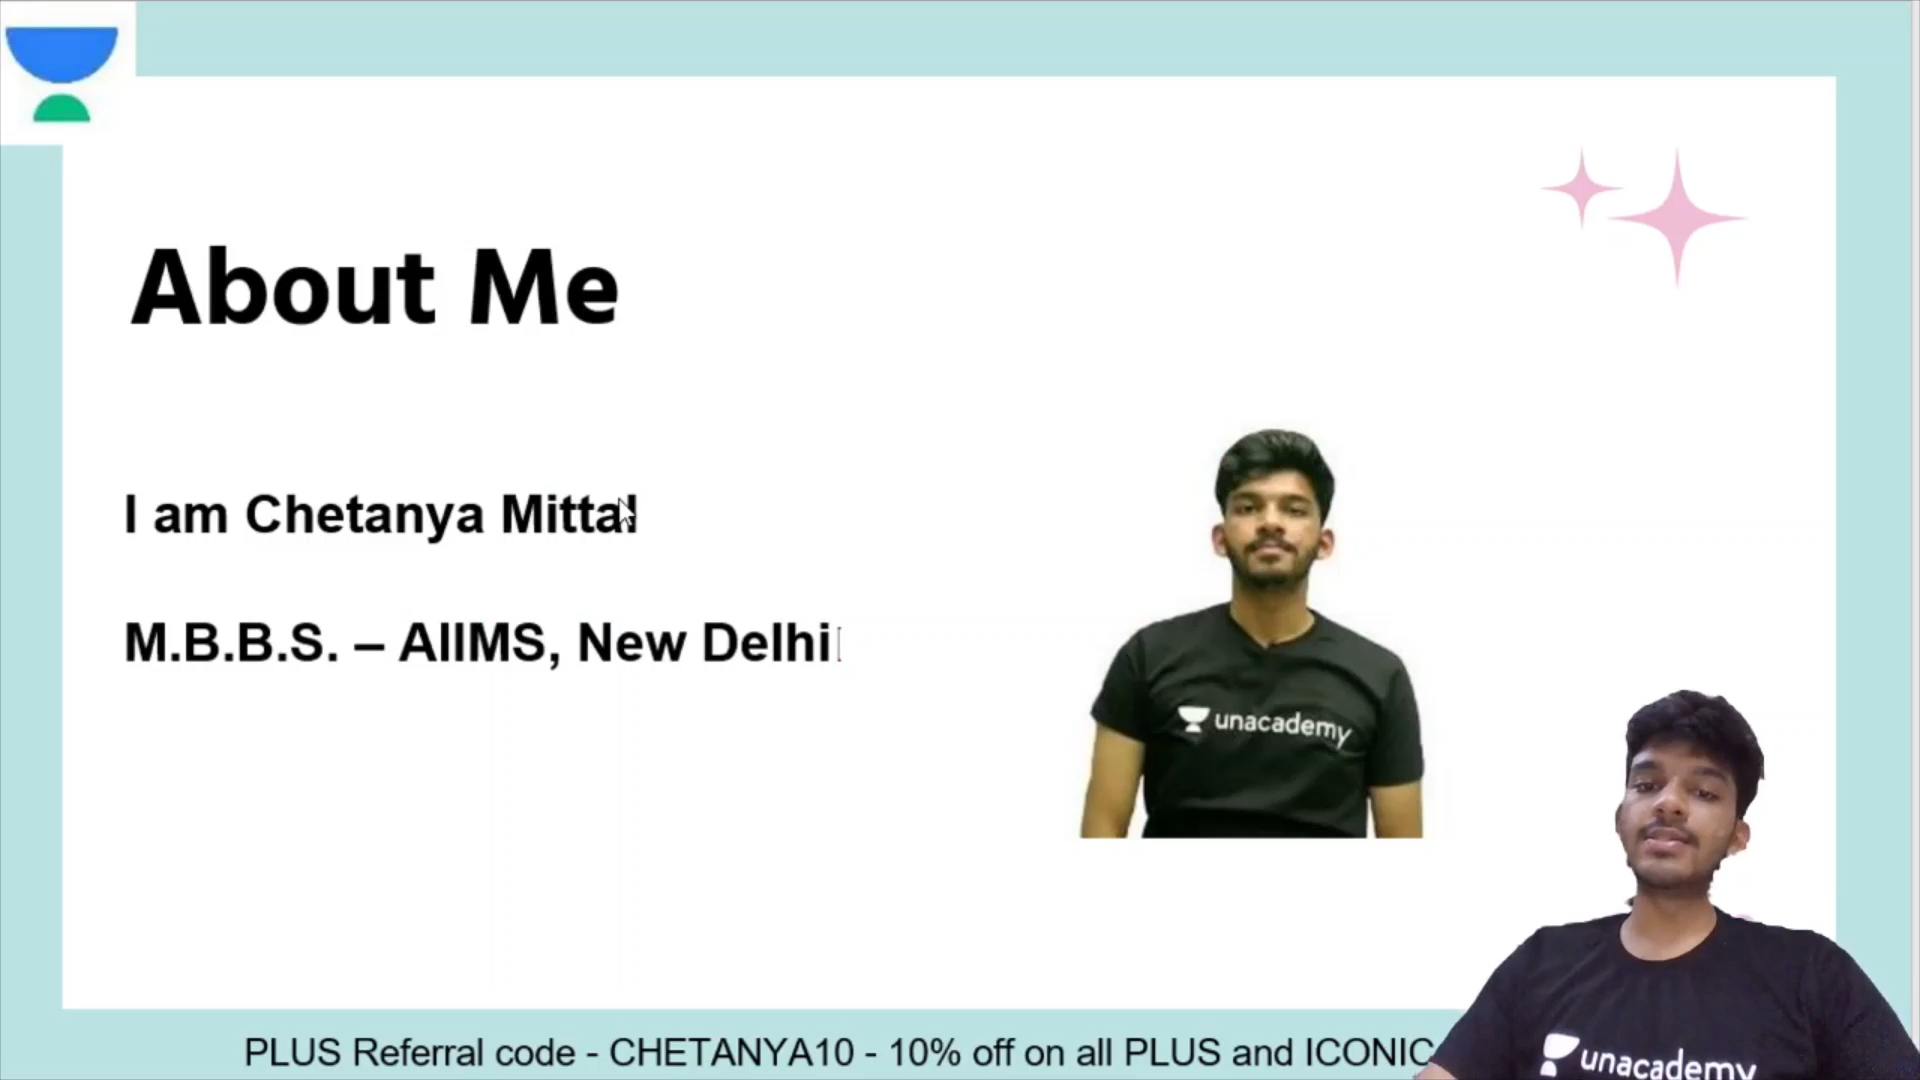 About Me
I am Chetanya Mittal
M.B.B.S. – AIIMS, New Delhi
unacademy
PLUS Referral code - CHETANYA10 - 10% off on all PLUS and ICONIC
unacademy